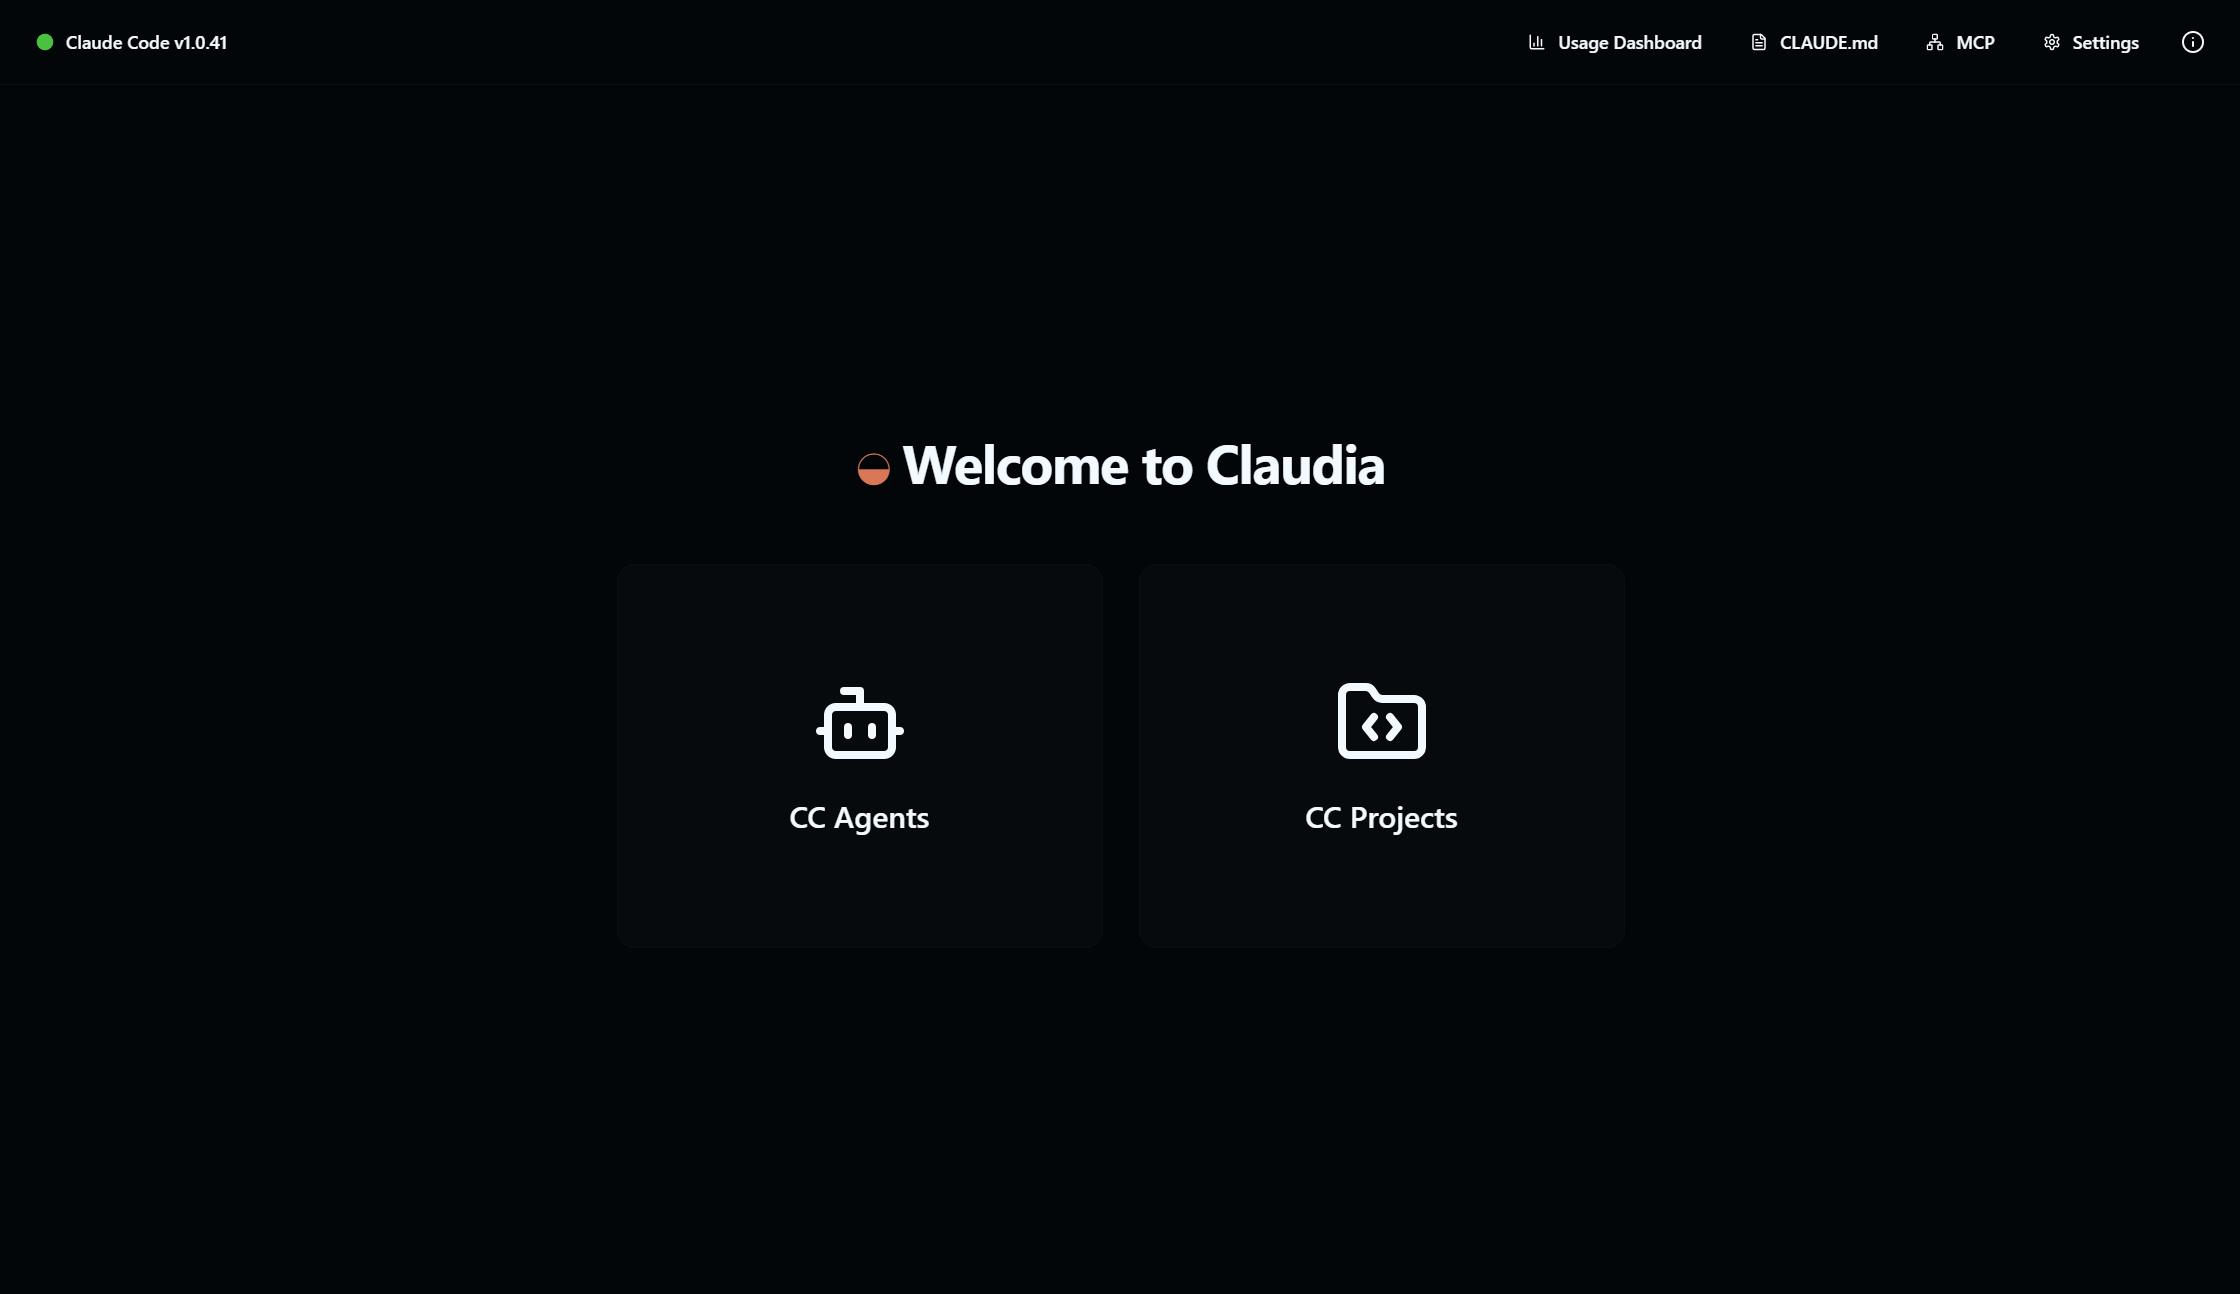 Claude Code v1.0.41
Usage Dashboard
CLAUDE.md
MCP
Settings
Welcome to Claudia
CC Agents
CC Projects